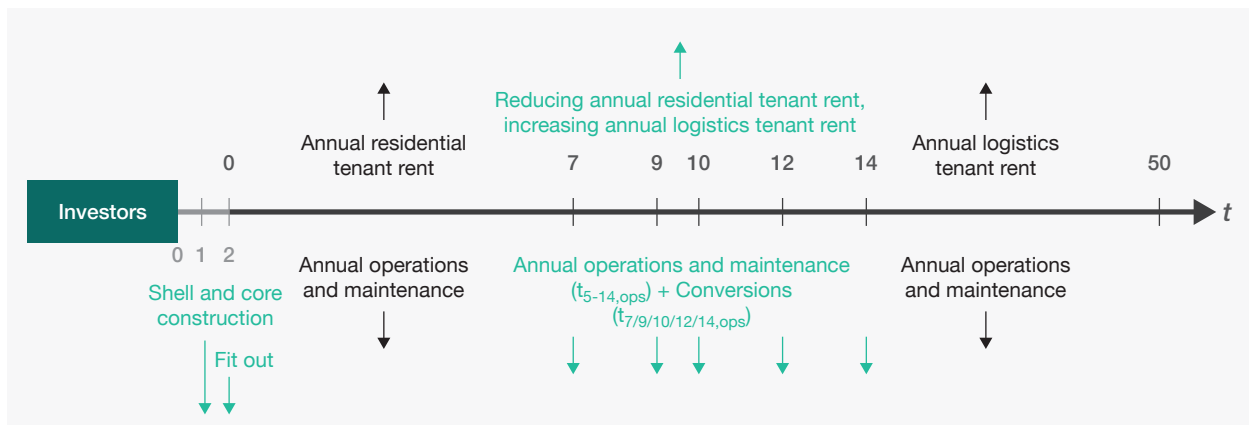 Reducing annual residential tenant rent,
increasing annual logistics tenant rent
Annual residential
tenant rent
Annual logistics
tenant rent
0 7 9 10 12 14 50
Investors
t
0 1 2
Shell and core
construction
Fit out
Annual operations
and maintenance
Annual operations and maintenance
(t5-14,ops) + Conversions
(t7/9/10/12/14,ops)
Annual operations
and maintenance